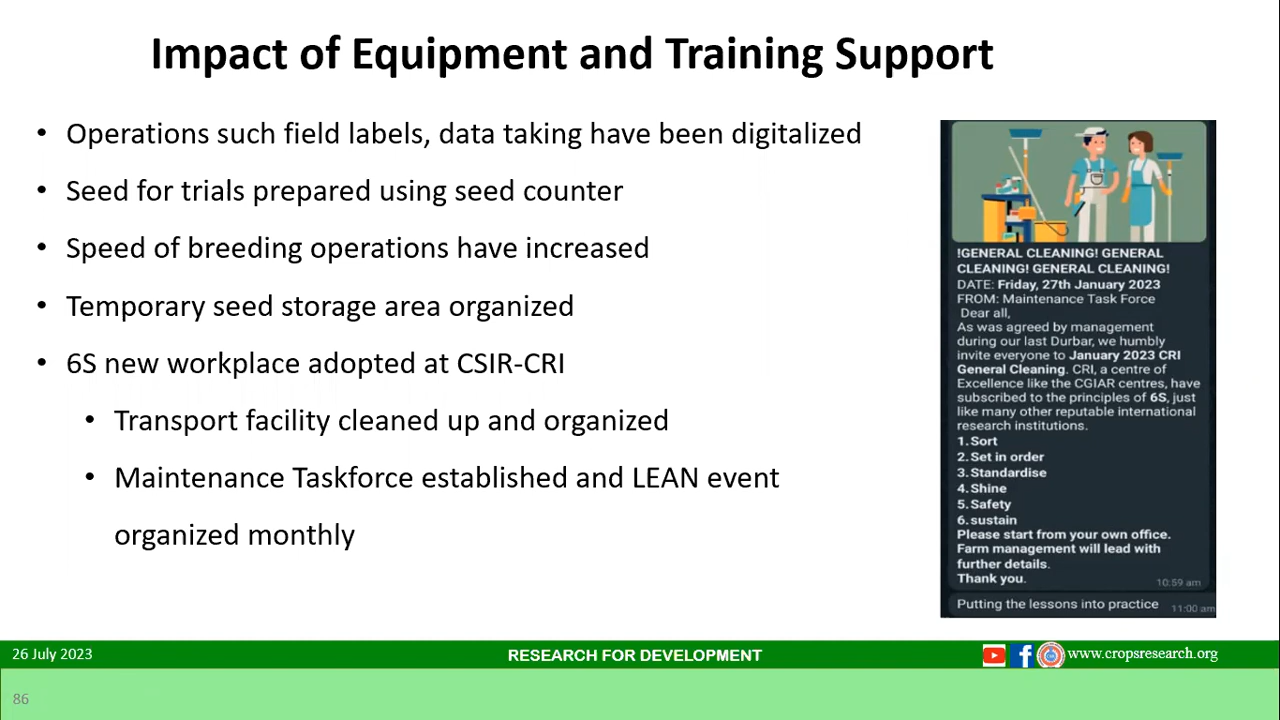 Impact of Equipment and Training Support
• Operations such field labels, data taking have been digitalized
• Seed for trials prepared using seed counter
• Speed of breeding operations have increased
• Temporary seed storage area organized
• 6S new workplace adopted at CSIR-CRI
• Transport facility cleaned up and organized
• Maintenance Taskforce established and LEAN event
organized monthly
!GENERAL CLEANING! GENERAL
CLEANING! GENERAL CLEANING!
DATE: Friday, 27th January 2023
FROM: Maintenance Task Force
Dear all,
As was agreed by management
during our last Durbar, we humbly
invite everyone to January 2023 CRI
General Cleaning. CRI, a centre of
Excellence like the CGIAR centres, have
subscribed to the principles of 6S, just
like many other reputable international
research institutions.
1. Sort
2. Set in order
3. Standardise
4. Shine
5. Safety
6. sustain
Please start from your own office.
Farm management will lead with
further details.
Thank you.
10:59 am
Putting the lessons into practice
11:00 am
26 July 2023
RESEARCH FOR DEVELOPMENT
www.cropsresearch.org
86